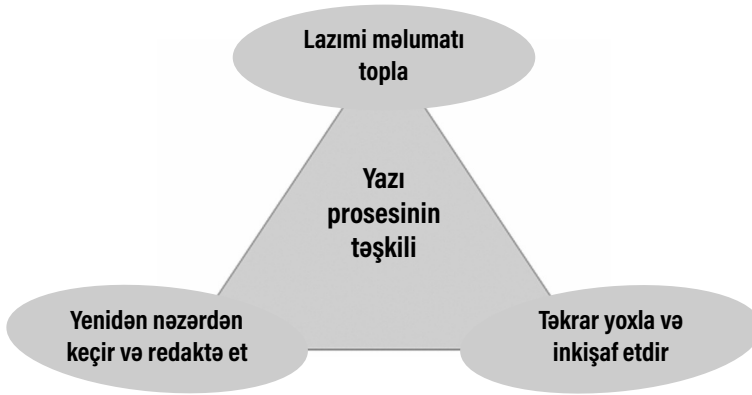 Lazımi məlumatı
topla
Yazı
prosesinin
təşkili
Yenidən nəzərdən
keçir və redaktə et
Təkrar yoxla və
inkişaf etdir